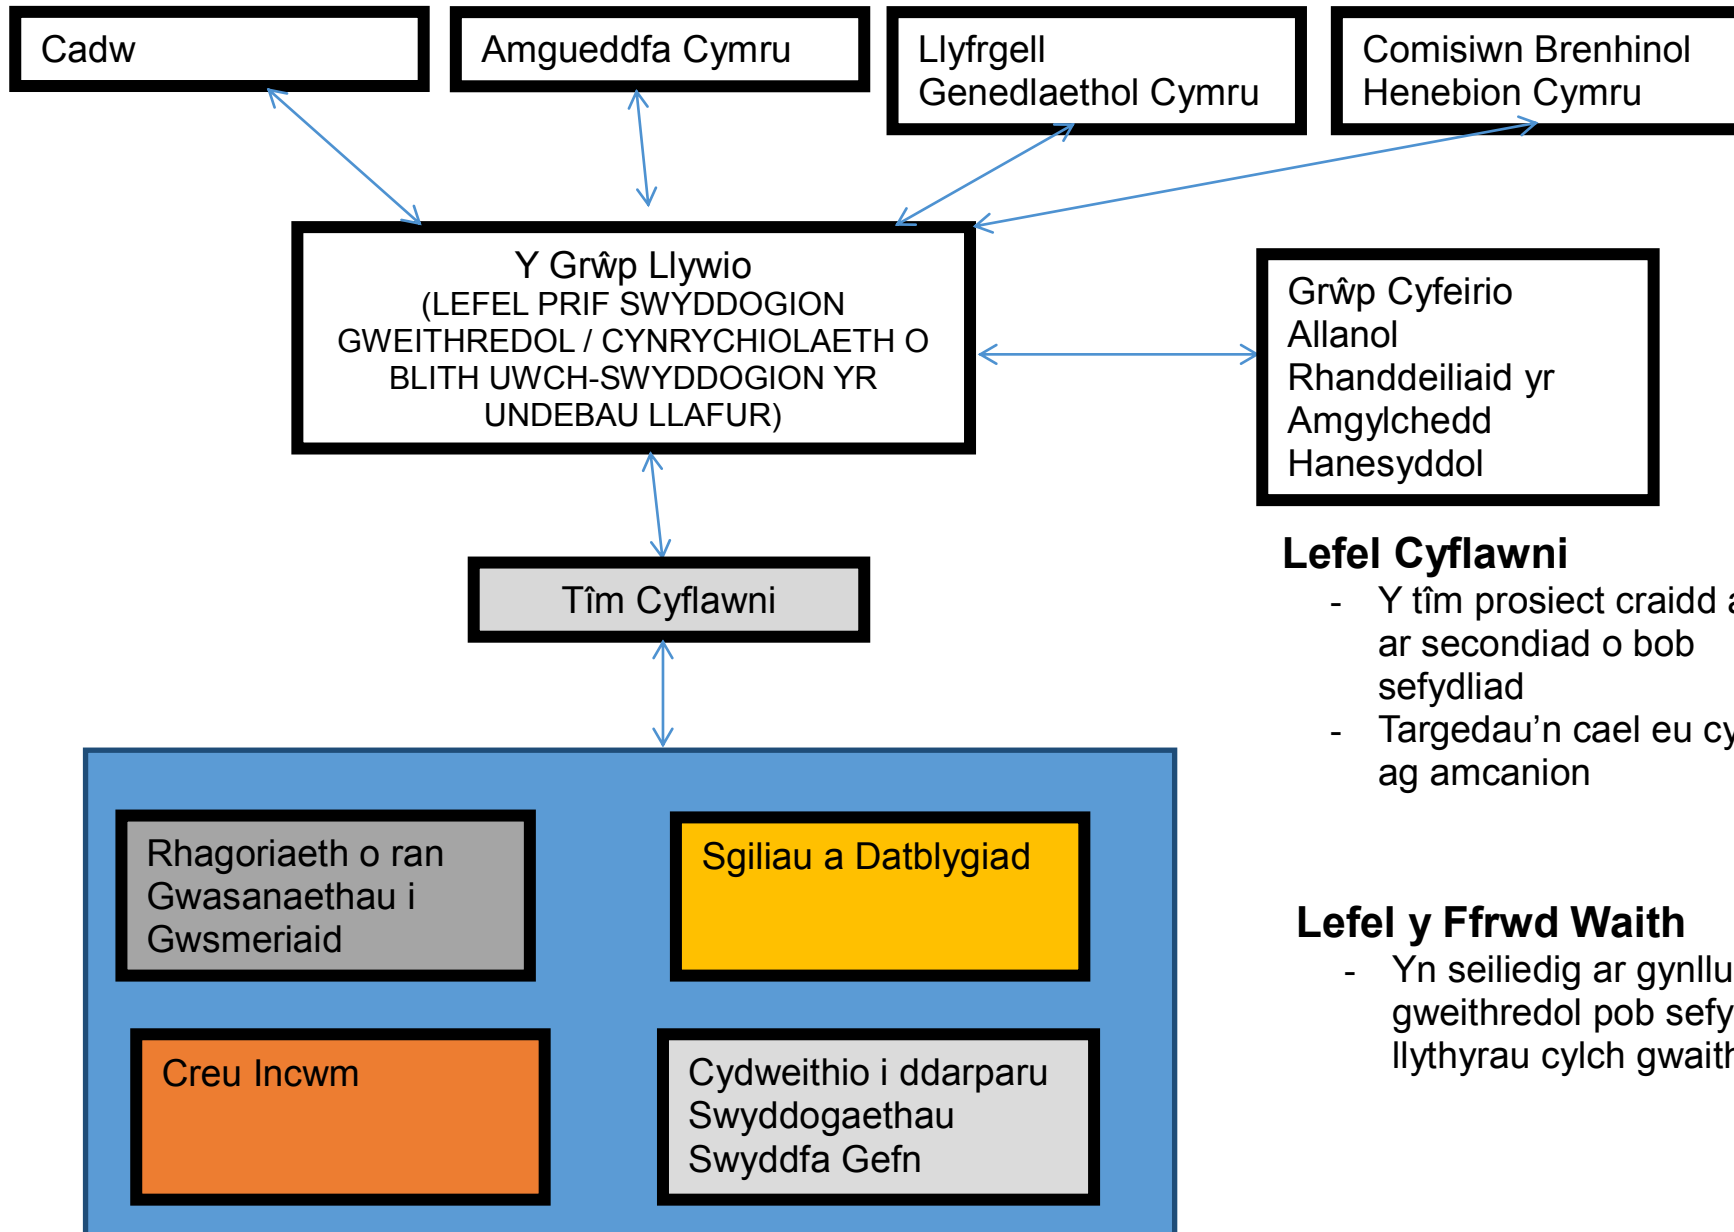 Cadw
Amgueddfa Cymru
Llyfrgell
Genedlaethol Cymru
Comisiwn Brenhinol
Henebion Cymru
Y Grŵp Llywio
(LEFEL PRIF SWYDDOGION
GWEITHREDOL / CYNRYCHIOLAETH O
BLITH UWCH-SWYDDOGION YR
UNDEBAU LLAFUR)
Grŵp Cyfeirio
Allanol
Rhanddeiliaid yr
Amgylchedd
Hanesyddol
Tîm Cyflawni
Lefel Cyflawni
- Y tîm prosiect craidd
ar secondiad o bob
sefydliad
- Targedau’n cael eu
ag amcanion
Rhagoriaeth o ran
Gwasanaethau i
Gwsmeriaid
Sgiliau a Datblygiad
Creu Incwm
Cydweithio i ddarparu
Swyddogaethau
Swyddfa Gefn
Lefel y Ffrwd Waith
- Yn seiliedig ar
gweithredol pob
llythyrau cylch